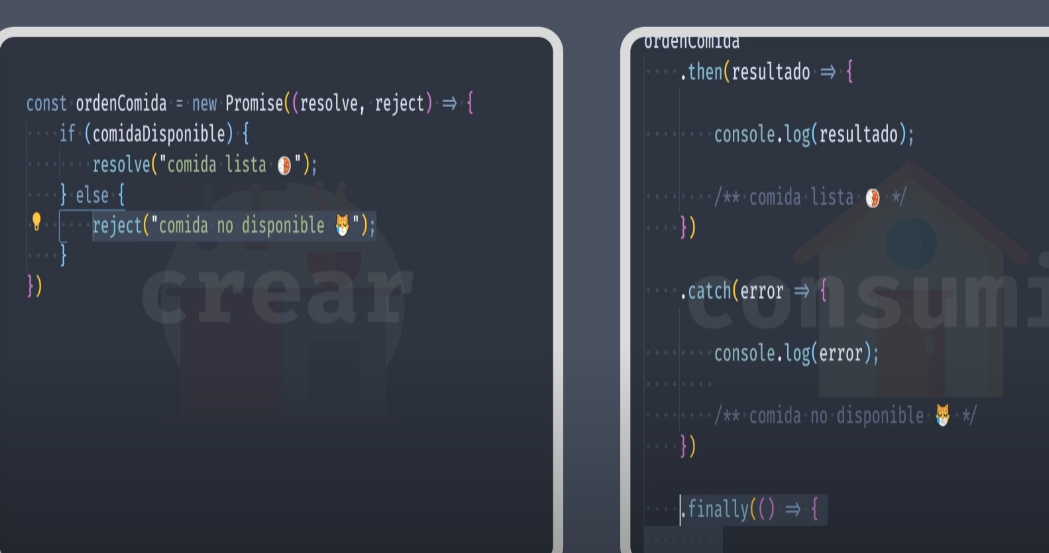 const ordenComida = new Promise((resolve, reject) => {
if (comidaDisponible) {
resolve("comida lista 🍘");
} else {
reject("comida no disponible 😿");
}
})
crear
ordenComida
.then(resultado => {
console.log(resultado);
/** comida lista 🍘 */
})
.catch(error => {
console.log(error);
/** comida no disponible 😿 */
})
.finally(() => {
consumi